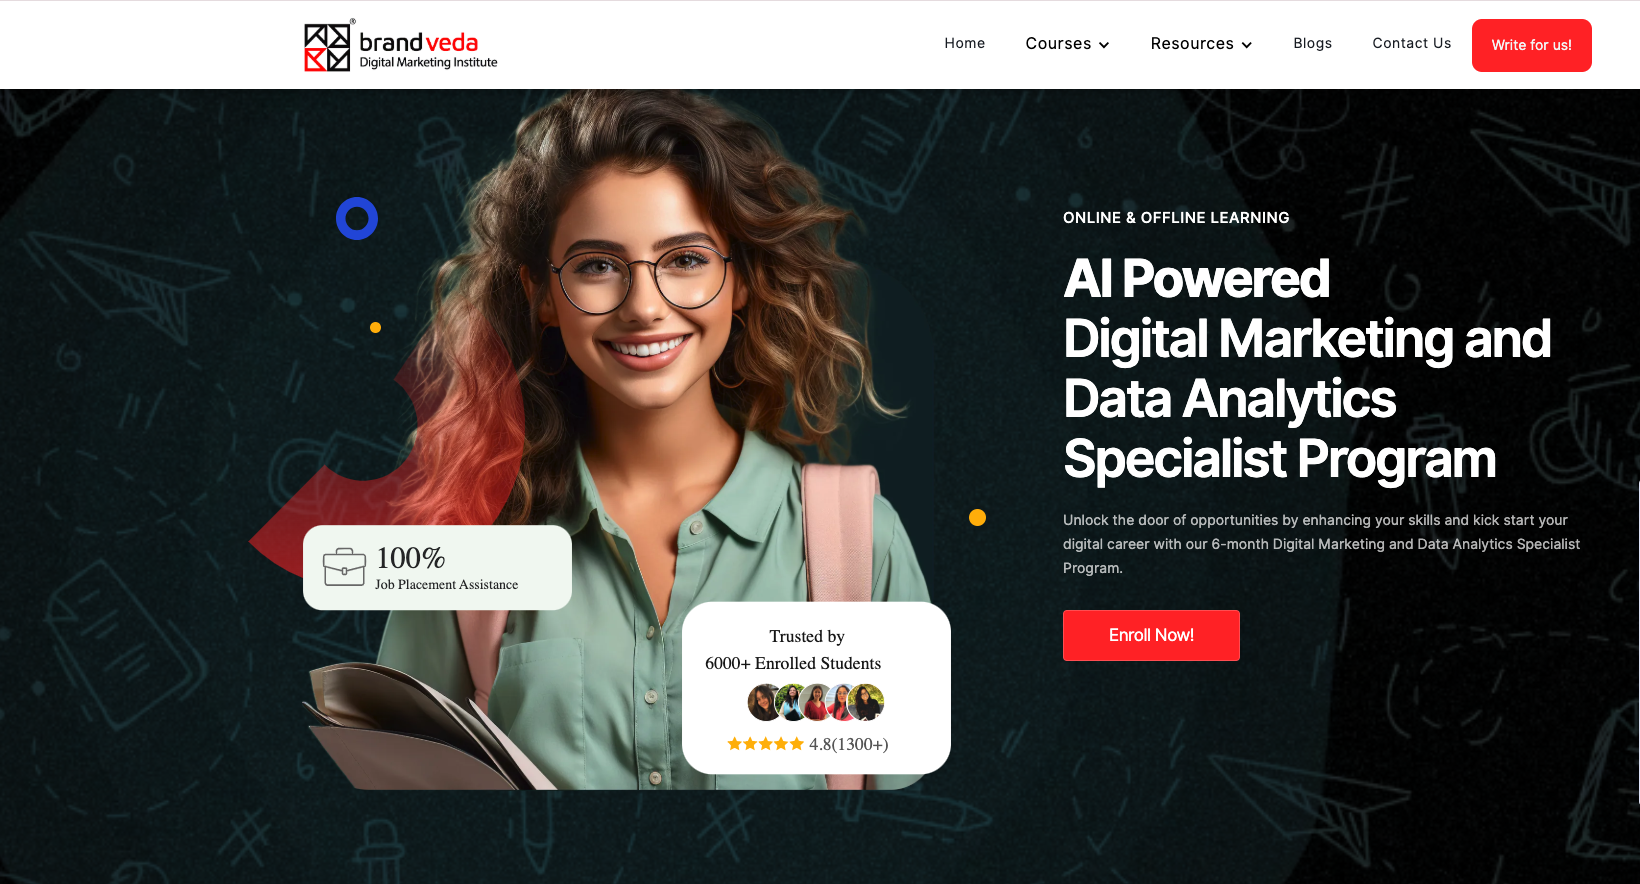 brandveda®
Digital Marketing Institute
Home
Courses
Resources
Blogs
Contact Us
Write for us!
ONLINE & OFFLINE LEARNING
AI Powered
Digital Marketing and
Data Analytics
Specialist Program
Unlock the door of opportunities by enhancing your skills and kick start your
digital career with our 6-month Digital Marketing and Data Analytics Specialist
Program.
Enroll Now!
100%
Job Placement Assistance
Trusted by
6000+ Enrolled Students
4.8(1300+)